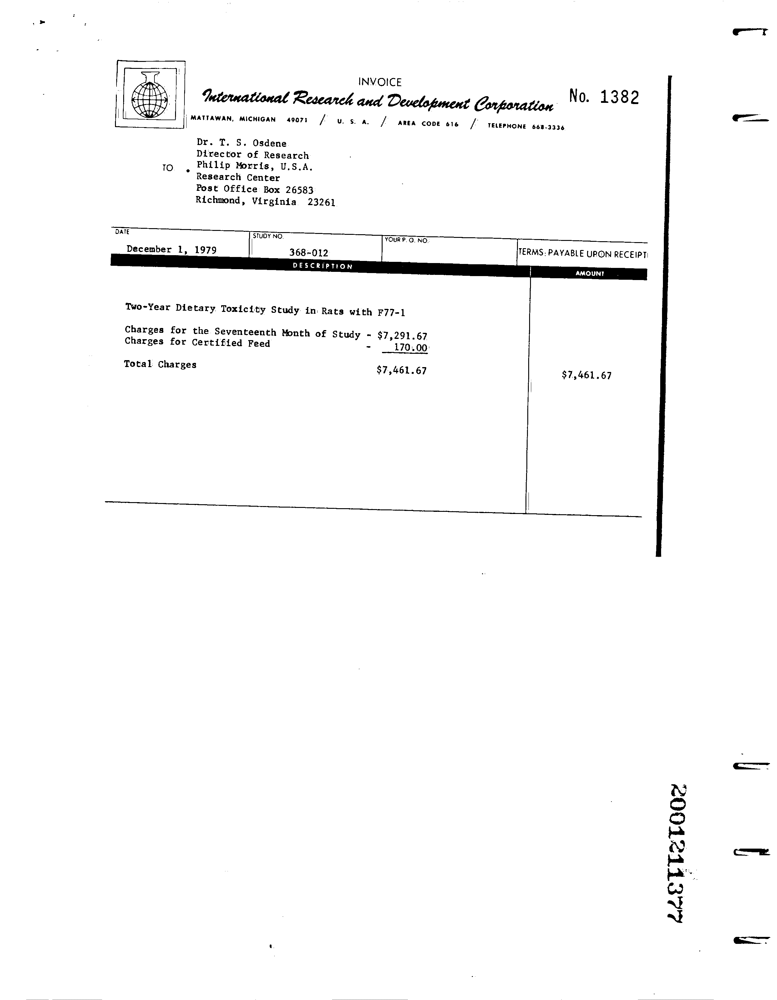 INVOICE
International Research and Development Corporation No. 1382
MATTAWAN, MICHIGAN 49071 / U. S. A. / AREA CODE 616 / TELEPHONE 668-3336
Dr. T. S. Osdene
Director of Research
TO Philip Morris, U.S.A.
Research Center
Post Office Box 26583
Richmond, Virginia 23261
DATE STUDY NO. YOUR P. O. NO.
December 1, 1979 368-012 TERMS: PAYABLE UPON RECEIPT
DESCRIPTION AMOUNT
Two-Year Dietary Toxicity Study in Rats with F77-1
Charges for the Seventeenth Month of Study - $7,291.67
Charges for Certified Feed - 170.00
Total Charges $7,461.67 $7,461.67
2001211377